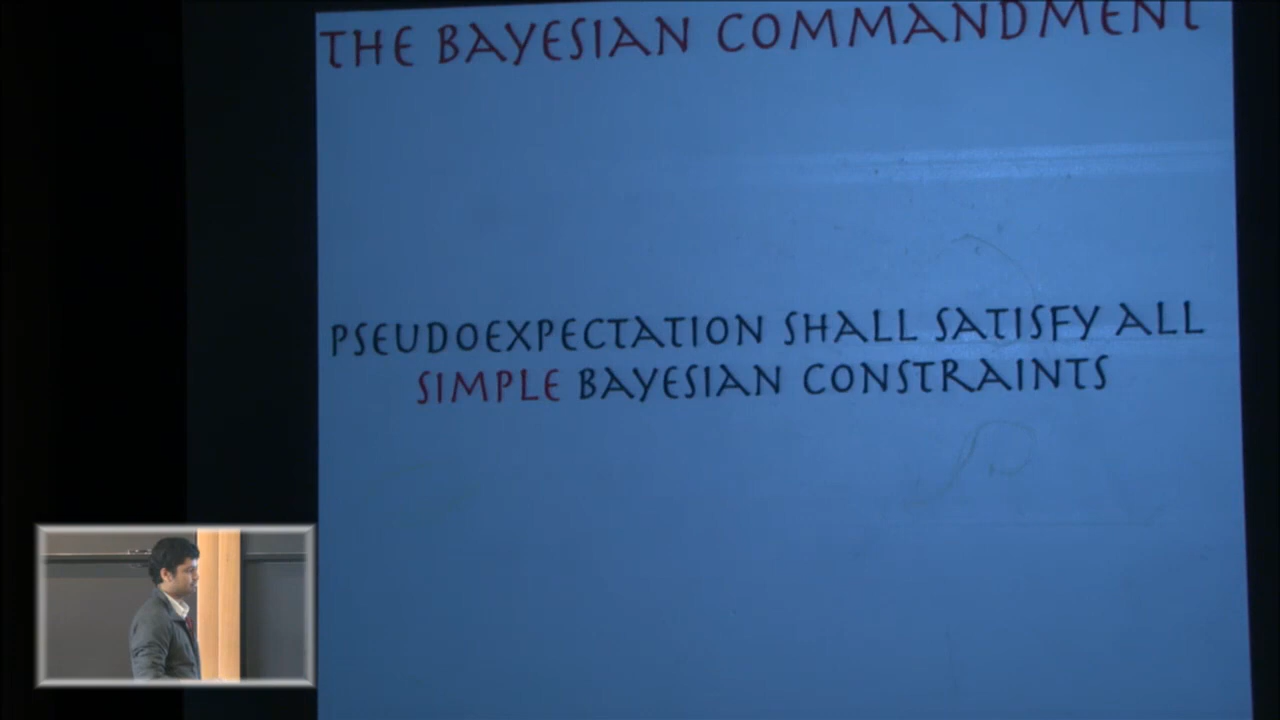 THE BAYESIAN COMMANDMENT
PSEUDOEXPECTATION SHALL SATISFY ALL
SIMPLE BAYESIAN CONSTRAINTS